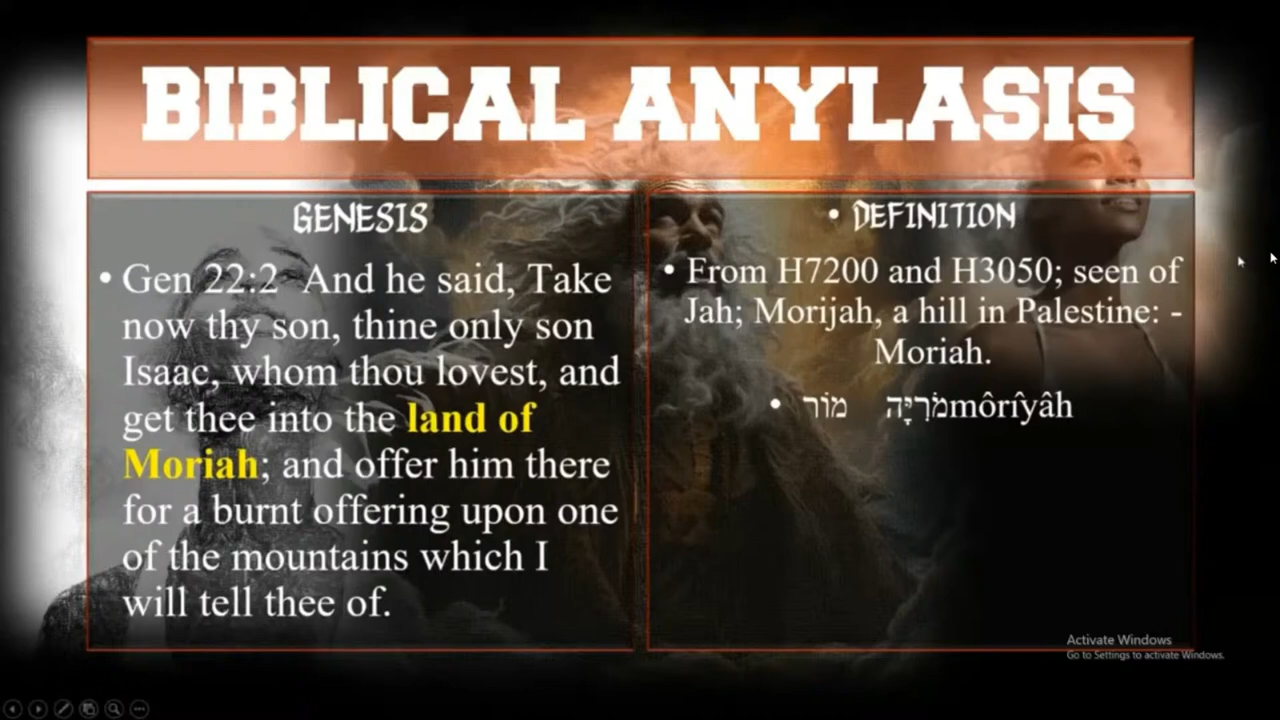 BIBLICAL ANYLASIS
GENESIS
• Gen 22:2 And he said, Take
now thy son, thine only son
Isaac, whom thou lovest, and
get thee into the land of
Moriah; and offer him there
for a burnt offering upon one
of the mountains which I
will tell thee of.
• DEFINITION
• From H7200 and H3050; seen of
Jah; Morijah, a hill in Palestine: -
Moriah.
• מוֹר מֹרִיָּה môrîyâh
Activate Windows
Go to Settings to activate Windows.